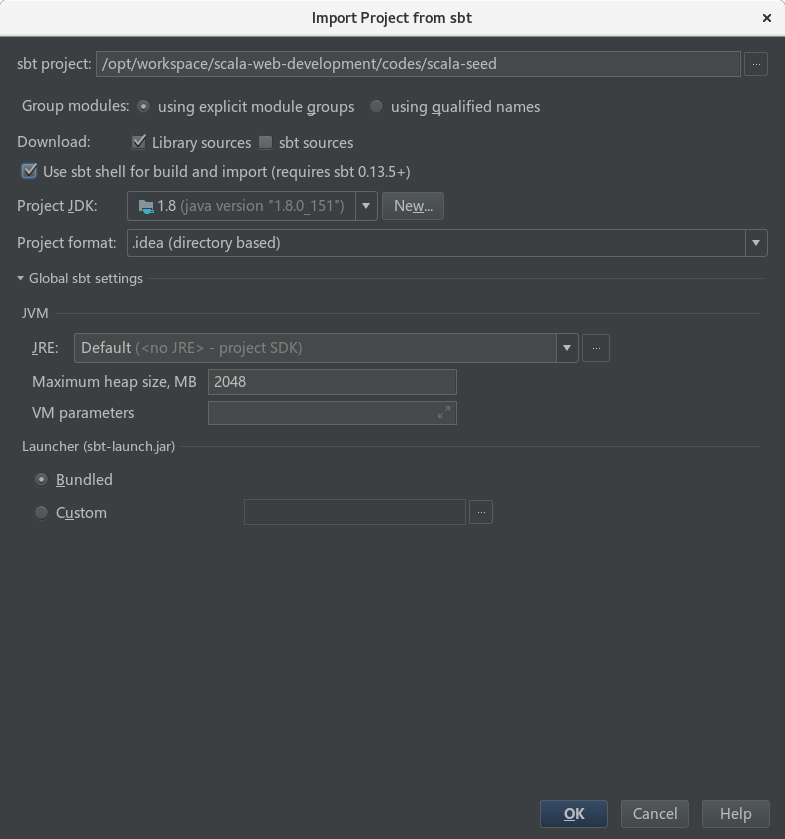 Import Project from sbt ×
sbt project: /opt/workspace/scala-web-development/codes/scala-seed ...
Group modules: using explicit module groups using qualified names
Download: Library sources sbt sources
Use sbt shell for build and import (requires sbt 0.13.5+)
Project JDK: 1.8 (java version "1.8.0_151") New...
Project format: .idea (directory based)
Global sbt settings
JVM
JRE: Default (<no JRE> - project SDK) ...
Maximum heap size, MB 2048
VM parameters
Launcher (sbt-launch.jar)
Bundled
Custom ...
OK Cancel Help